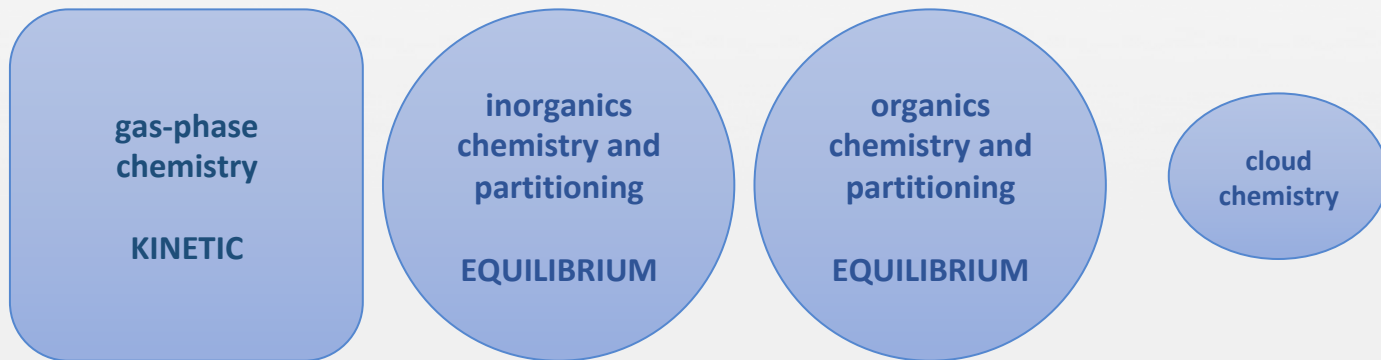 gas-phase
chemistry
KINETIC
inorganics
chemistry and
partitioning
EQUILIBRIUM
organics
chemistry and
partitioning
EQUILIBRIUM
cloud
chemistry